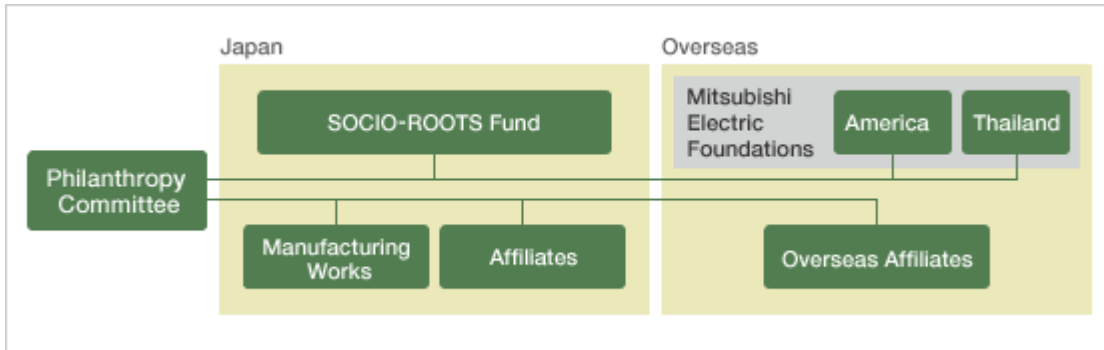 Japan
Overseas
SOCIO-ROOTS Fund
Mitsubishi
Electric
Foundations
America
Thailand
Philanthropy
Committee
Manufacturing
Works
Affiliates
Overseas Affiliates